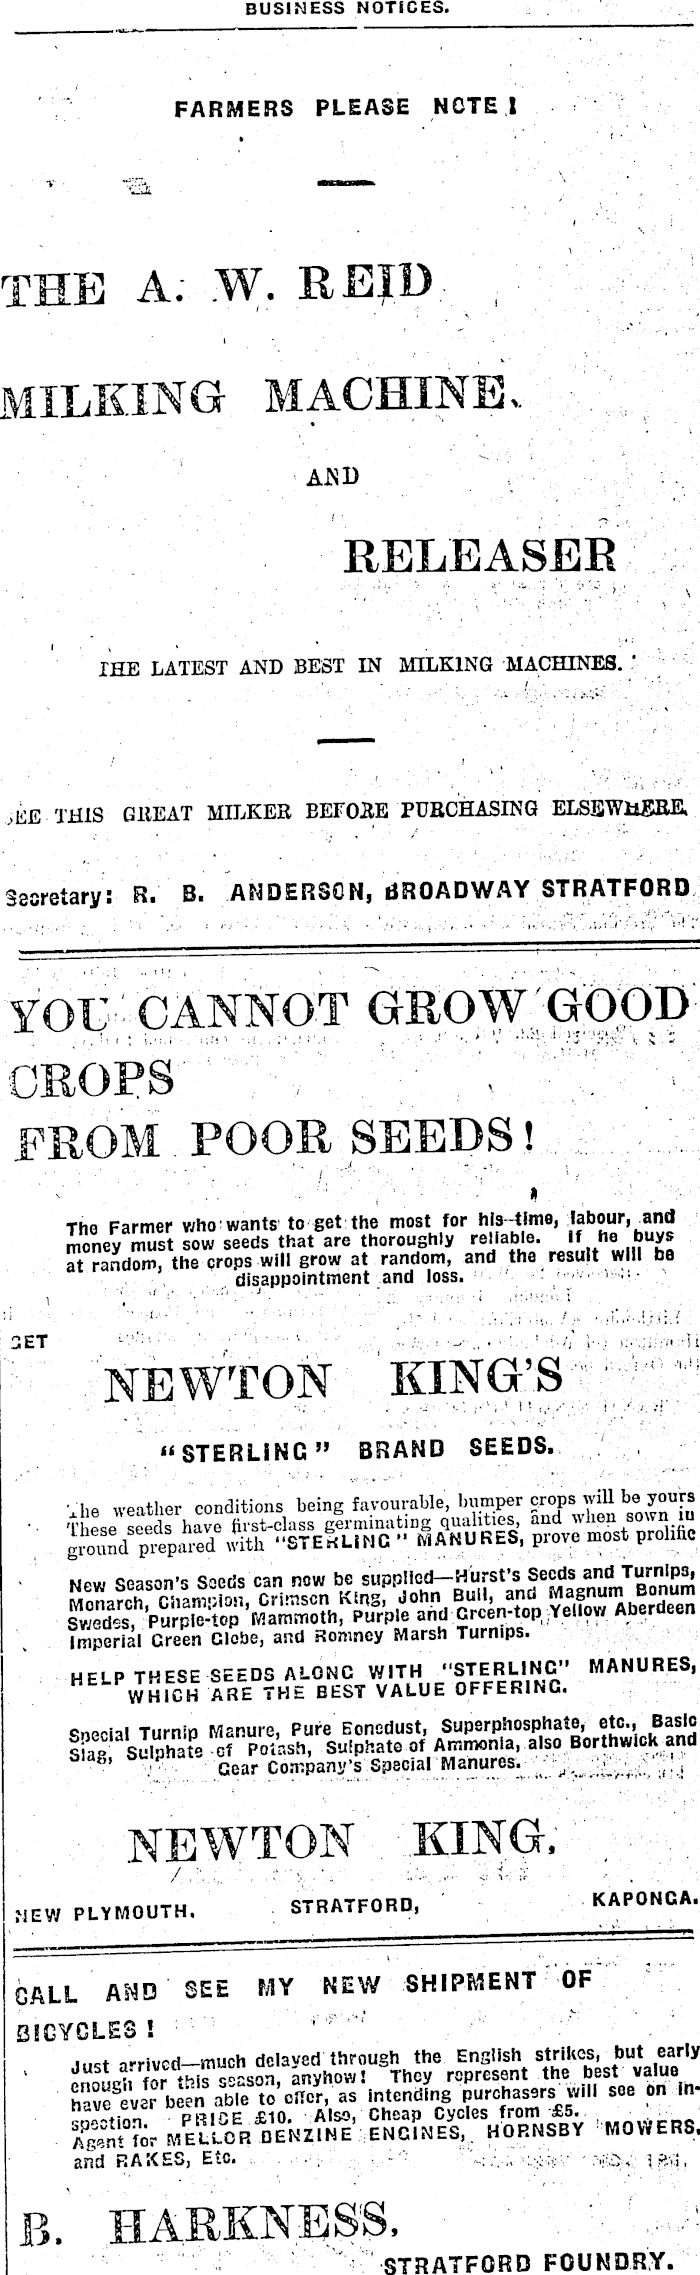 BUSINESS NOTICES.
FARMERS PLEASE NOTE!
THE A. W. REID
MILKING MACHINE.
AND
RELEASER
THE LATEST AND BEST IN MILKING MACHINES.
SEE THIS GREAT MILKER BEFORE PURCHASING ELSEWHERE.
Secretary: R. B. ANDERSON, BROADWAY STRATFORD
YOU CANNOT GROW GOOD
CROPS
FROM POOR SEEDS!
The Farmer who wants to get the most for his time, labour, and
money must sow seeds that are thoroughly reliable. If he buys
at random, the crops will grow at random, and the result will be
disappointment and loss.
GET
NEWTON KING'S
"STERLING" BRAND SEEDS.
The weather conditions being favourable, bumper crops will be yours
These seeds have first-class germinating qualities, and when sown in
ground prepared with "STERLING" MANURES, prove most prolific
New Season's Seeds can now be supplied—Hurst's Seeds and Turnips,
Monarch, Champion, Crimson King, John Bull, and Magnum Bonum
Swedes, Purple-top Mammoth, Purple and Green-top Yellow Aberdeen
Imperial Green Globe, and Romney Marsh Turnips.
HELP THESE SEEDS ALONG WITH "STERLING" MANURES,
WHICH ARE THE BEST VALUE OFFERING.
Special Turnip Manure, Pure Bonedust, Superphosphate, etc., Basic
Slag, Sulphate of Potash, Sulphate of Ammonia, also Borthwick and
Gear Company's Special Manures.
NEWTON KING.
NEW PLYMOUTH. STRATFORD, KAPONGA.
CALL AND SEE MY NEW SHIPMENT OF
BICYCLES!
Just arrived—much delayed through the English strikes, but early
enough for this season, anyhow! They represent the best value
have ever been able to offer, as intending purchasers will see on in-
spection. PRICE £10. Also, Cheap Cycles from £5.
Agent for MELLOR BENZINE ENGINES, HORNSBY MOWERS,
and RAKES, Etc.
B. HARKNESS,
STRATFORD FOUNDRY.